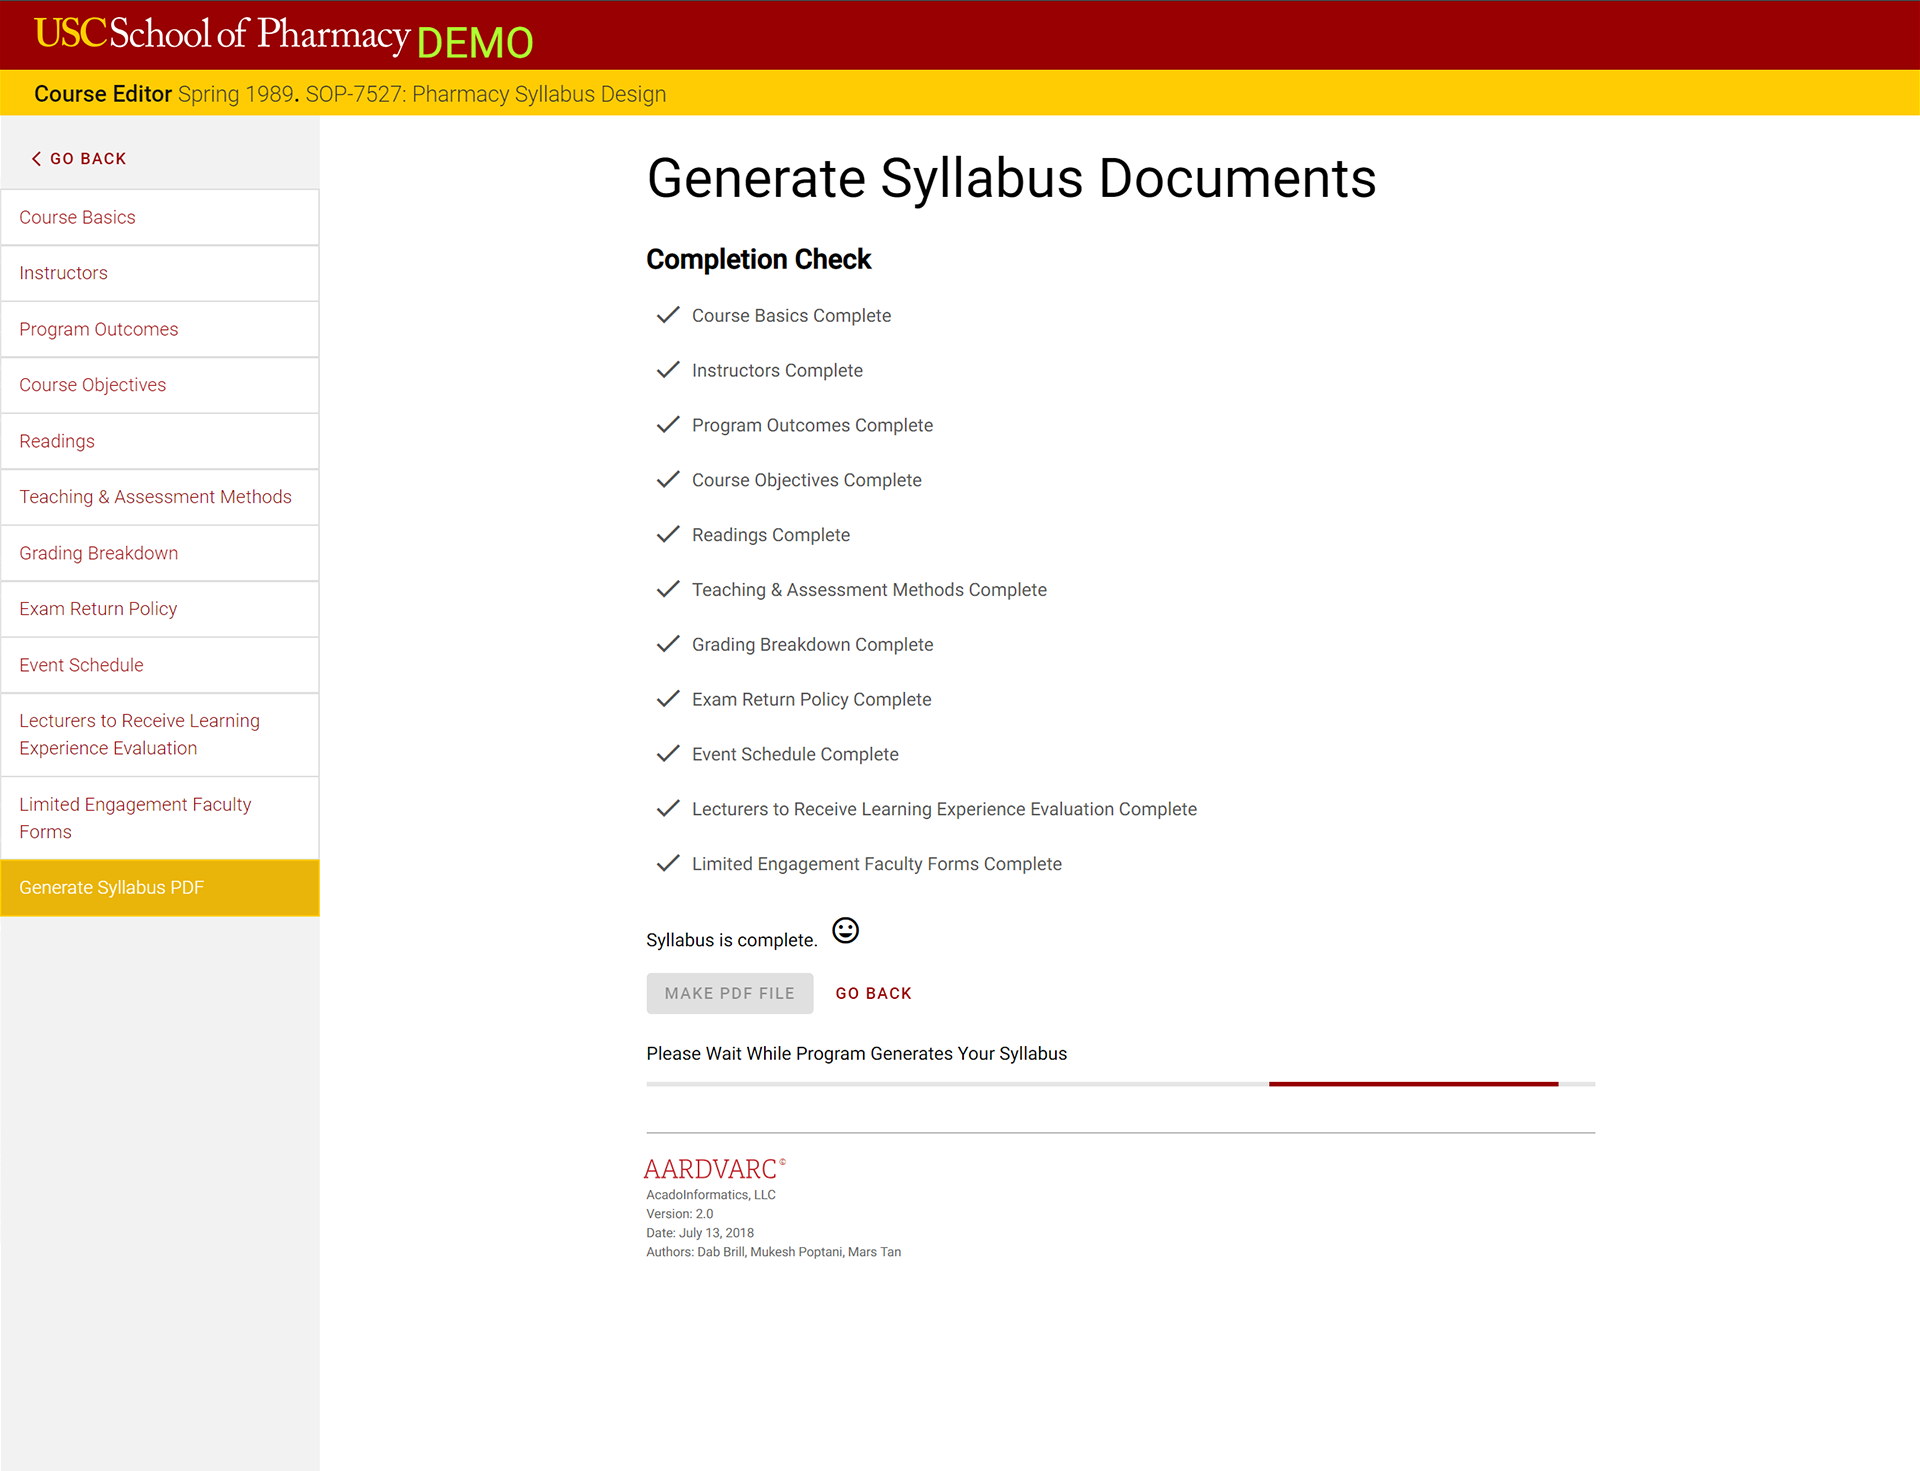 USC School of Pharmacy DEMO
Course Editor Spring 1989. SOP-7527: Pharmacy Syllabus Design
GO BACK
Course Basics
Instructors
Program Outcomes
Course Objectives
Readings
Teaching & Assessment Methods
Grading Breakdown
Exam Return Policy
Event Schedule
Lecturers to Receive Learning
Experience Evaluation
Limited Engagement Faculty
Forms
Generate Syllabus PDF
Generate Syllabus Documents
Completion Check
Course Basics Complete
Instructors Complete
Program Outcomes Complete
Course Objectives Complete
Readings Complete
Teaching & Assessment Methods Complete
Grading Breakdown Complete
Exam Return Policy Complete
Event Schedule Complete
Lecturers to Receive Learning Experience Evaluation Complete
Limited Engagement Faculty Forms Complete
Syllabus is complete.
MAKE PDF FILE GO BACK
Please Wait While Program Generates Your Syllabus
AARDVARC©
AcadoInformatics, LLC
Version: 2.0
Date: July 13, 2018
Authors: Dab Brill, Mukesh Poptani, Mars Tan